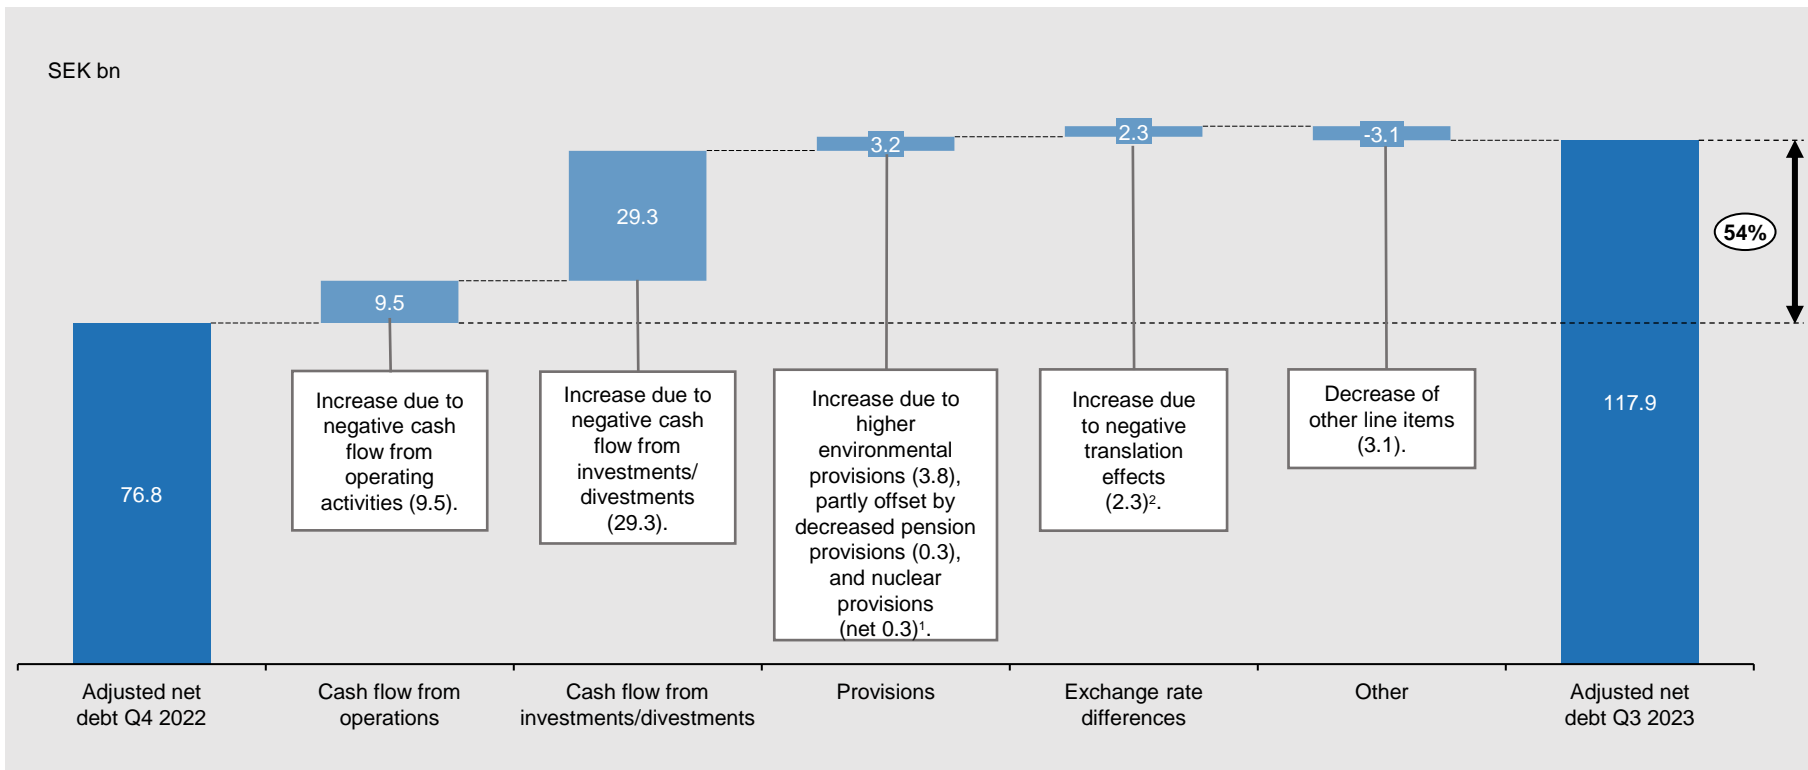 SEK bn
76.8
9.5
29.3
3.2
2.3
-3.1
117.9
54%
Increase due to
negative cash
flow from
operating
activities (9.5).
Increase due to
negative cash
flow from
investments/
divestments
(29.3).
Increase due to
higher
environmental
provisions (3.8),
partly offset by
decreased pension
provisions (0.3),
and nuclear
provisions
(net 0.3)¹.
Increase due
to negative
translation
effects
(2.3)².
Decrease of
other line items
(3.1).
Adjusted net
debt Q4 2022
Cash flow from
operations
Cash flow from
investments/divestments
Provisions
Exchange rate
differences
Other
Adjusted net
debt Q3 2023